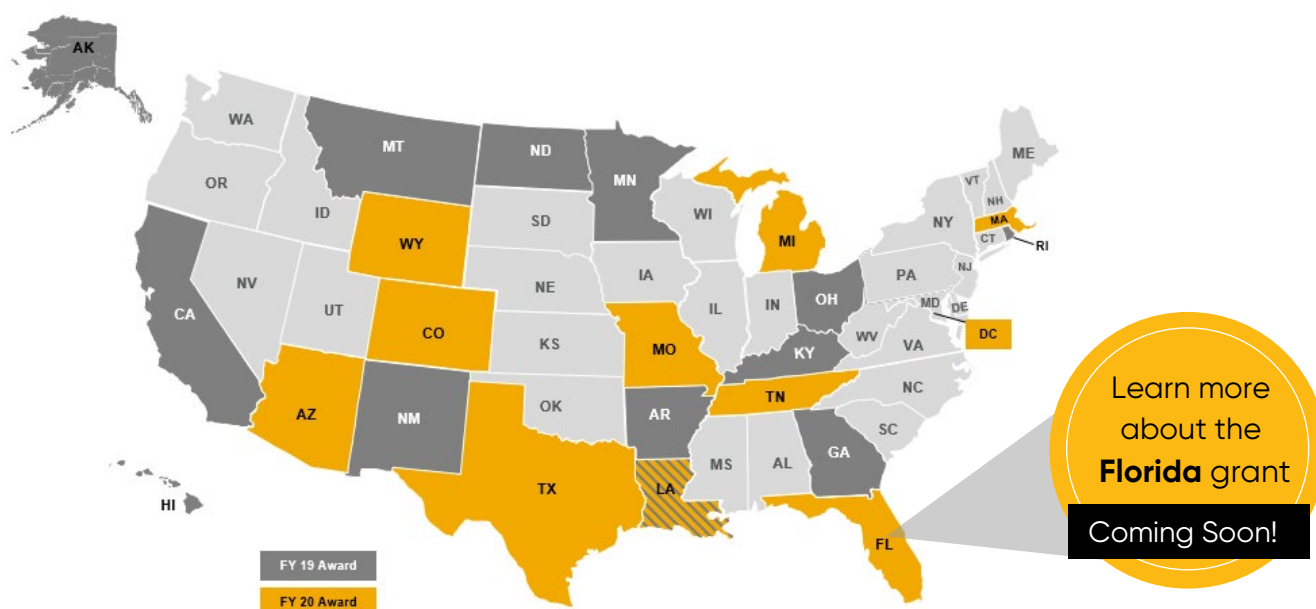 AK
WA
MT
ND
MN
ME
VT
NH
OR
ID
SD
WI
NY
MA
WY
MI
CT
RI
NV
NE
IA
PA
NJ
CA
UT
CO
IL
IN
OH
MD
DE
DC
KS
MO
WV
VA
KY
AZ
NM
OK
AR
TN
NC
SC
MS
AL
GA
TX
LA
HI
FL
Learn more
about the
Florida grant
Coming Soon!
FY 19 Award
FY 20 Award